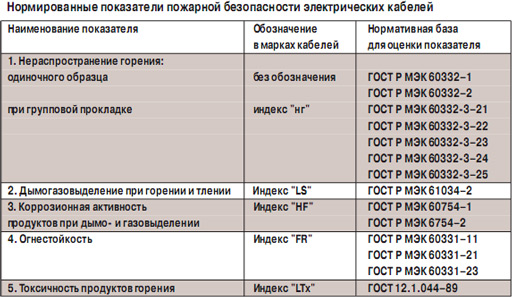 Нормированные показатели пожарной безопасности электрических кабелей
Наименование показателя Обозначение Нормативная база
в марках кабелей для оценки показателя
1. Нераспространение горения:
одиночного образца без обозначения ГОСТ Р МЭК 60332–1
ГОСТ Р МЭК 60332–2
при групповой прокладке индекс "нг" ГОСТ Р МЭК 60332-3–21
ГОСТ Р МЭК 60332-3–22
ГОСТ Р МЭК 60332-3–23
ГОСТ Р МЭК 60332-3–24
ГОСТ Р МЭК 60332-3–25
2. Дымогазовыделение при горении и тлении Индекс "LS" ГОСТ Р МЭК 61034–2
3. Коррозионная активность Индекс "HF" ГОСТ Р МЭК 60754–1
продуктов при дымо- и газовыделении ГОСТ Р МЭК 6754–2
4. Огнестойкость Индекс "FR" ГОСТ Р МЭК 60331–11
ГОСТ Р МЭК 60331–21
ГОСТ Р МЭК 60331–23
5. Токсичность продуктов горения Индекс "LTx" ГОСТ 12.1.044–89